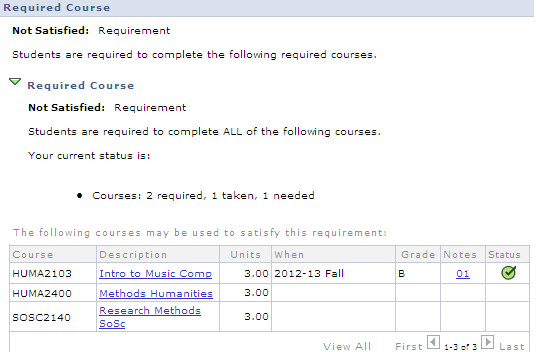 Required Course
Not Satisfied: Requirement
Students are required to complete the following required courses.
Required Course
Not Satisfied: Requirement
Students are required to complete ALL of the following courses.
Your current status is:
• Courses: 2 required, 1 taken, 1 needed
The following courses may be used to satisfy this requirement:
Course Description Units When Grade Notes Status
HUMA2103 Intro to Music Comp 3.00 2012-13 Fall B 01
HUMA2400 Methods Humanities 3.00
SOSC2140 Research Methods SoSc 3.00
View All First 1-3 of 3 Last